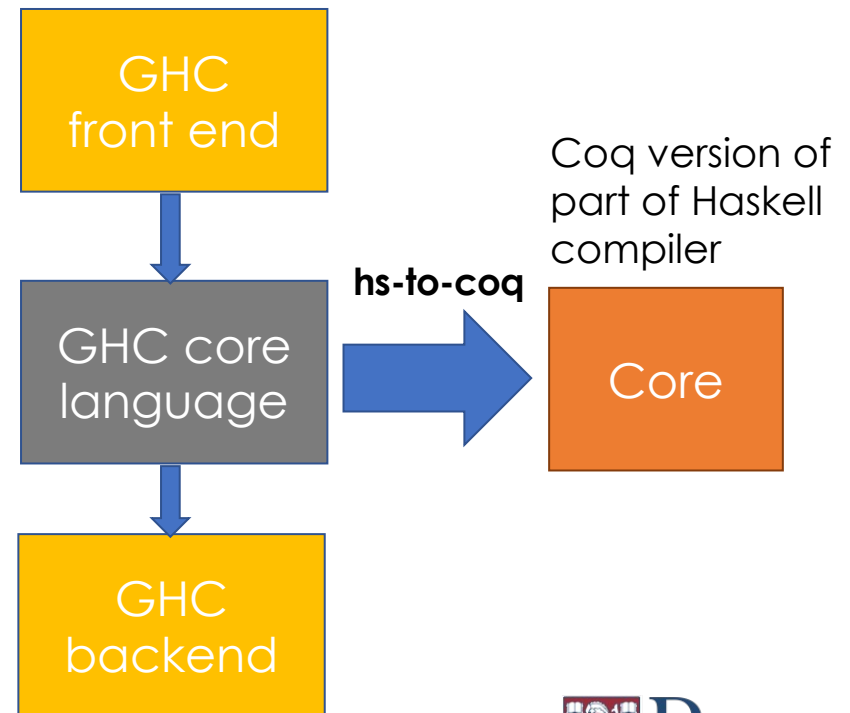 GHC
front end
Coq version of
part of Haskell
compiler
hs-to-coq
GHC core
language
Core
GHC
backend